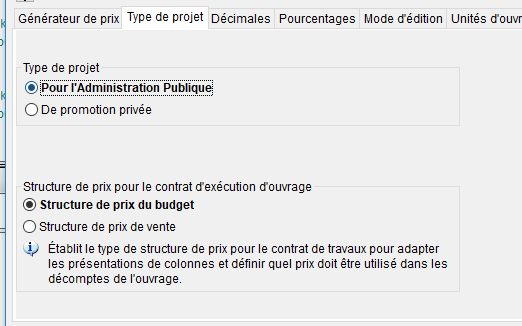 Générateur de prix Type de projet Décimales Pourcentages Mode d'édition Unités d'ouvr
Type de projet
Pour l'Administration Publique
De promotion privée
Structure de prix pour le contrat d'exécution d'ouvrage
Structure de prix du budget
Structure de prix de vente
Établit le type de structure de prix pour le contrat de travaux pour adapter
les présentations de colonnes et définir quel prix doit être utilisé dans les
décomptes de l'ouvrage.